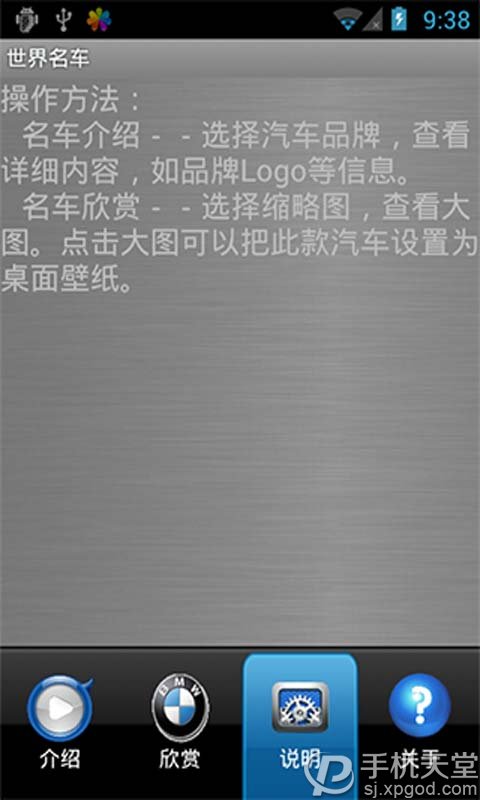 9:38
世界名车
操作方法：
名车介绍－－选择汽车品牌，查看
详细内容，如品牌Logo等信息。
名车欣赏－－选择缩略图，查看大
图。点击大图可以把此款汽车设置为
桌面壁纸。
BMW
介绍
欣赏
说明
关于
手机天堂
sj.xpgod.com